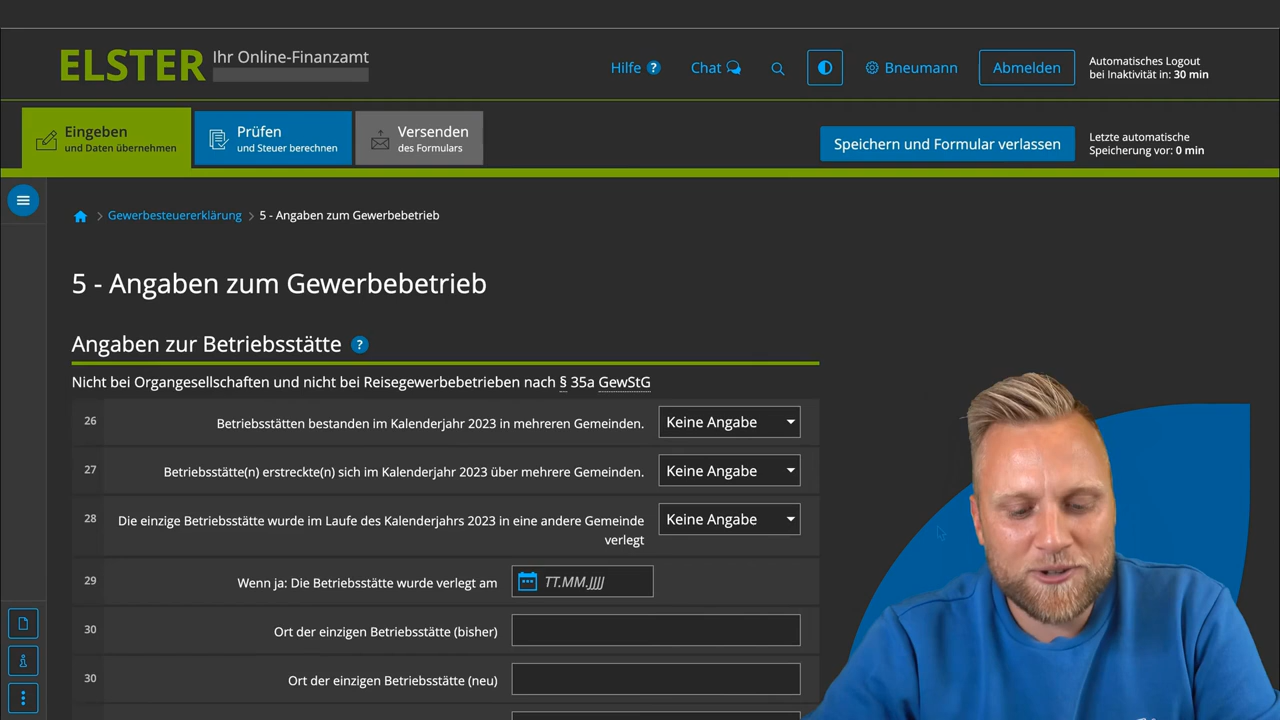 ELSTER
Ihr Online-Finanzamt
Hilfe ?
Chat
Bneumann
Abmelden
Automatisches Logout
bei Inaktivität in: 30 min
Eingeben
und Daten übernehmen
Prüfen
und Steuer berechnen
Versenden
des Formulars
Speichern und Formular verlassen
Letzte automatische
Speicherung vor: 0 min
Gewerbesteuererklärung > 5 - Angaben zum Gewerbebetrieb
5 - Angaben zum Gewerbebetrieb
Angaben zur Betriebsstätte ?
Nicht bei Organgesellschaften und nicht bei Reisegewerbebetrieben nach § 35a GewStG
26 Betriebsstätten bestanden im Kalenderjahr 2023 in mehreren Gemeinden. Keine Angabe
27 Betriebsstätte(n) erstreckte(n) sich im Kalenderjahr 2023 über mehrere Gemeinden. Keine Angabe
28 Die einzige Betriebsstätte wurde im Laufe des Kalenderjahrs 2023 in eine andere Gemeinde Keine Angabe
verlegt
29 Wenn ja: Die Betriebsstätte wurde verlegt am TT.MM.JJJJ
30 Ort der einzigen Betriebsstätte (bisher)
30 Ort der einzigen Betriebsstätte (neu)